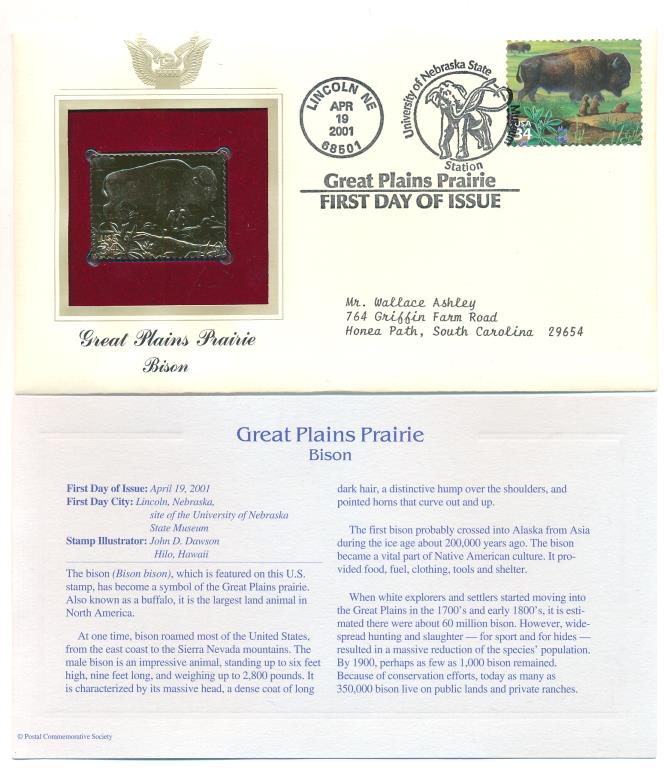 LINCOLN NE
APR
19
2001
68501
University of Nebraska State
Museum
Station
Great Plains Prairie
FIRST DAY OF ISSUE
USA
34
USA
34
Great Plains Prairie
Bison
Mr. Wallace Ashley
764 Griffin Farm Road
Honea Path, South Carolina 29654
Great Plains Prairie
Bison
First Day of Issue: April 19, 2001
First Day City: Lincoln, Nebraska,
site of the University of Nebraska
State Museum
Stamp Illustrator: John D. Dawson
Hilo, Hawaii
The bison (Bison bison), which is featured on this U.S.
stamp, has become a symbol of the Great Plains prairie.
Also known as a buffalo, it is the largest land animal in
North America.
At one time, bison roamed most of the United States,
from the east coast to the Sierra Nevada mountains. The
male bison is an impressive animal, standing up to six feet
high, nine feet long, and weighing up to 2,800 pounds. It
is characterized by its massive head, a dense coat of long
dark hair, a distinctive hump over the shoulders, and
pointed horns that curve out and up.
The first bison probably crossed into Alaska from Asia
during the ice age about 200,000 years ago. The bison
became a vital part of Native American culture. It pro-
vided food, fuel, clothing, tools and shelter.
When white explorers and settlers started moving into
the Great Plains in the 1700's and early 1800's, it is esti-
mated there were about 60 million bison. However, wide-
spread hunting and slaughter — for sport and for hides —
resulted in a massive reduction of the species' population.
By 1900, perhaps as few as 1,000 bison remained.
Because of conservation efforts, today as many as
350,000 bison live on public lands and private ranches.
© Postal Commemorative Society